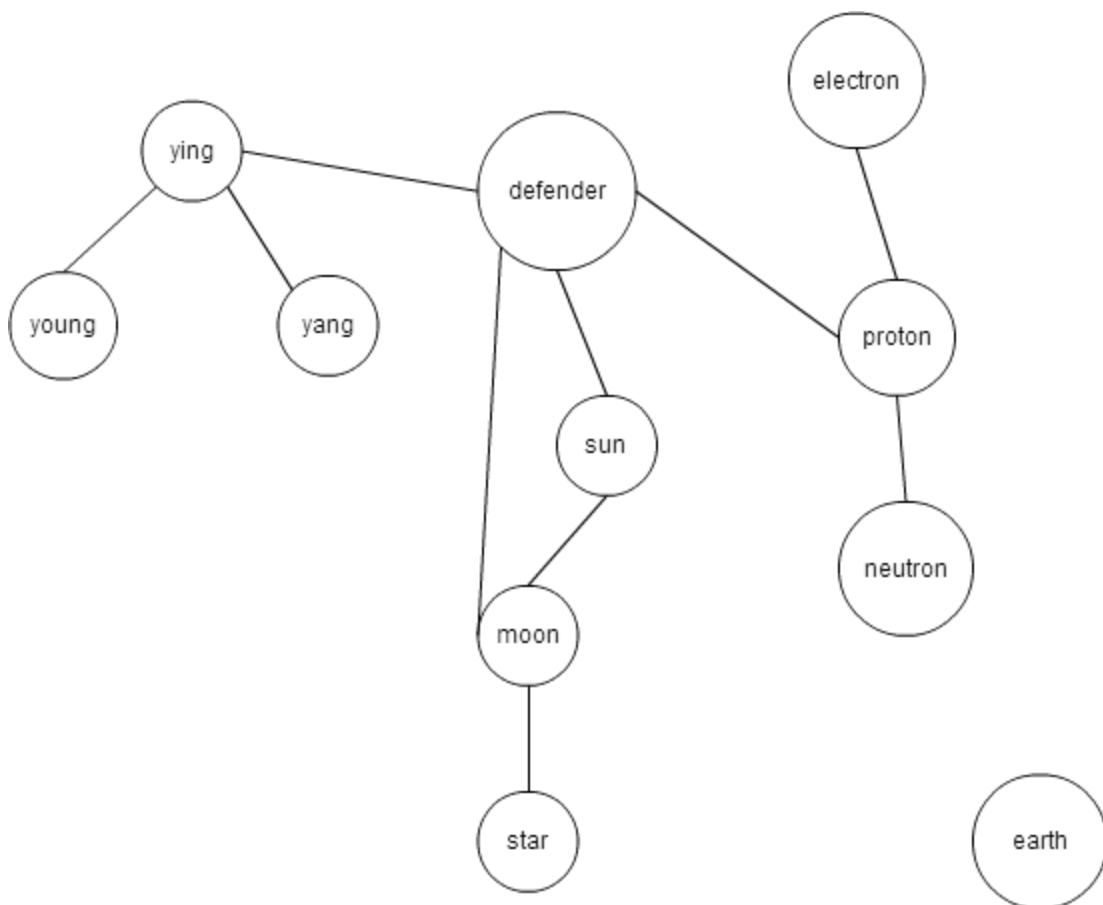 electron
ying
defender
young
yang
proton
sun
neutron
moon
star
earth